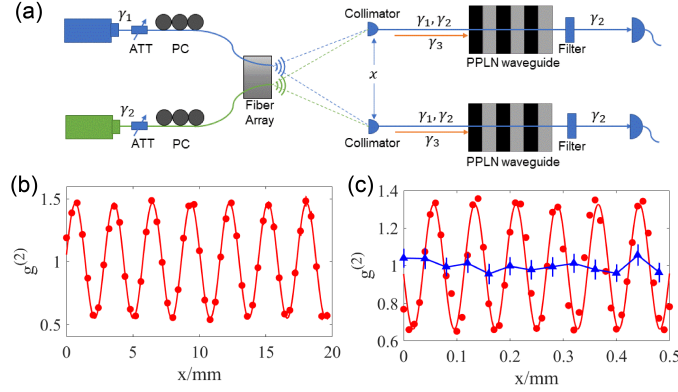 (a)
γ₁
ATT
PC
γ₂
ATT
PC
Fiber
Array
Collimator
x
Collimator
γ₁, γ₂
γ₃
PPLN waveguide
Filter
γ₂
γ₁, γ₂
γ₃
PPLN waveguide
Filter
γ₂
(b)
g⁽²⁾
1.5
1
0.5
0 5 10 15 20
x/mm
(c)
g⁽²⁾
1.4
1.2
1
0.8
0.6
0 0.1 0.2 0.3 0.4 0.5
x/mm